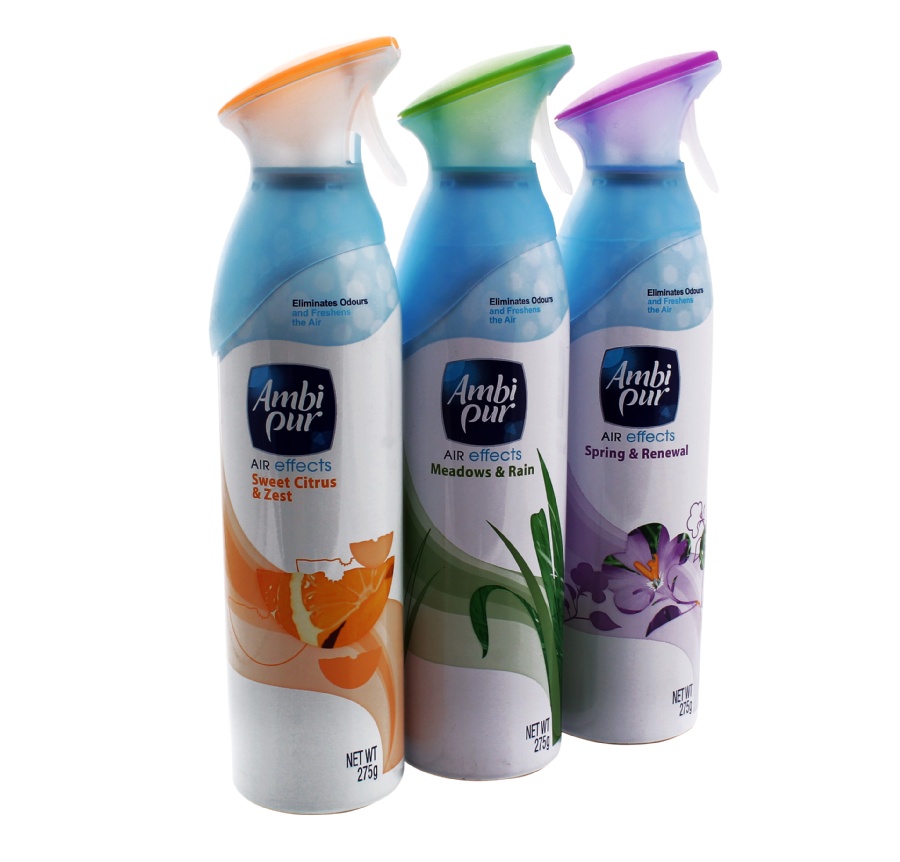 Eliminates Odours
and Freshens
the Air
Ambi
pur
AIR effects
Sweet Citrus
& Zest
NET WT
275g
Eliminates Odours
and Freshens
the Air
Ambi
pur
AIR effects
Meadows & Rain
NET WT
275g
Eliminates Odours
and Freshens
the Air
Ambi
pur
AIR effects
Spring & Renewal
NET WT
275g